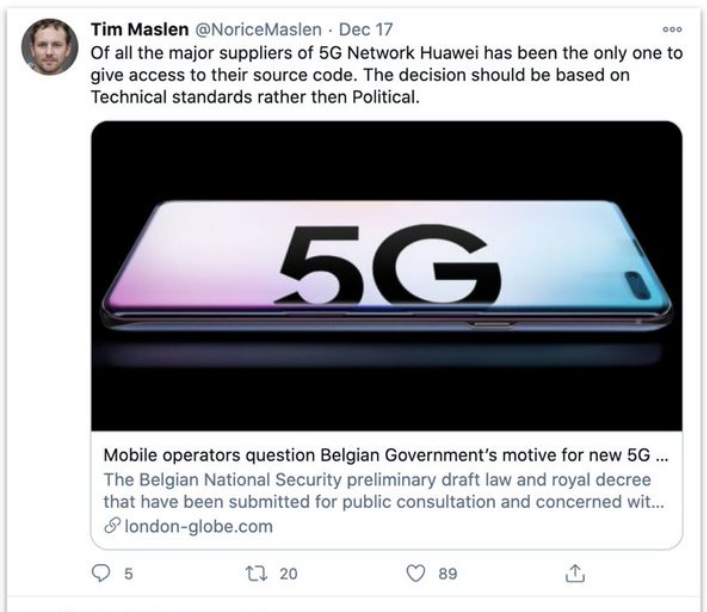 Tim Maslen @NoriceMaslen · Dec 17
Of all the major suppliers of 5G Network Huawei has been the only one to
give access to their source code. The decision should be based on
Technical standards rather then Political.
5G
Mobile operators question Belgian Government's motive for new 5G ...
The Belgian National Security preliminary draft law and royal decree
that have been submitted for public consultation and concerned wit...
london-globe.com
5 20 89